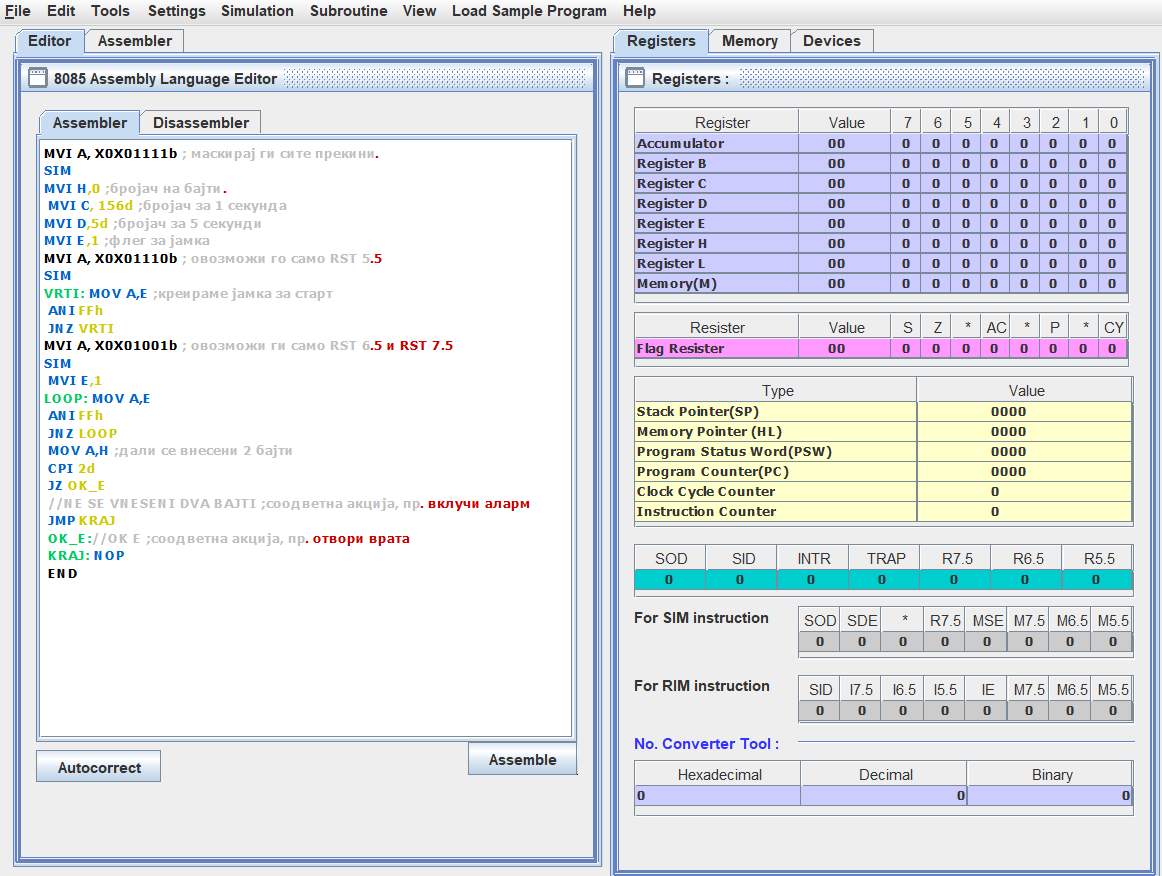 File Edit Tools Settings Simulation Subroutine View Load Sample Program Help
Editor Assembler
8085 Assembly Language Editor
Assembler Disassembler
MVI A, X0X01111b ; маскирај ги сите прекини.
SIM
MVI H,0 ;бројач на бајти.
MVI C, 156d ;бројач за 1 секунда
MVI D,5d ;бројач за 5 секунди
MVI E,1 ;флег за јамка
MVI A, X0X01110b ; овозможи го само RST 5.5
SIM
VRTI: MOV A,E ;креираме јамка за старт
ANI FFh
JNZ VRTI
MVI A, X0X01001b ; овозможи ги само RST 6.5 и RST 7.5
SIM
MVI E,1
LOOP: MOV A,E
ANI FFh
JNZ LOOP
MOV A,H ;дали се внесени 2 бајти
CPI 2d
JZ OK_E
//NE SE VNESENI DVA BAJTI ;соодветна акција, пр. вклучи аларм
JMP KRAJ
OK_E://OK E ;соодветна акција, пр. отвори врата
KRAJ: NOP
END
Autocorrect Assemble
Registers Memory Devices
Registers :
Register Value 7 6 5 4 3 2 1 0
Accumulator 00 0 0 0 0 0 0 0 0
Register B 00 0 0 0 0 0 0 0 0
Register C 00 0 0 0 0 0 0 0 0
Register D 00 0 0 0 0 0 0 0 0
Register E 00 0 0 0 0 0 0 0 0
Register H 00 0 0 0 0 0 0 0 0
Register L 00 0 0 0 0 0 0 0 0
Memory(M) 00 0 0 0 0 0 0 0 0
Resister Value S Z * AC * P * CY
Flag Resister 00 0 0 0 0 0 0 0 0
Type Value
Stack Pointer(SP) 0000
Memory Pointer (HL) 0000
Program Status Word(PSW) 0000
Program Counter(PC) 0000
Clock Cycle Counter 0
Instruction Counter 0
SOD SID INTR TRAP R7.5 R6.5 R5.5
0 0 0 0 0 0 0
For SIM instruction
SOD SDE * R7.5 MSE M7.5 M6.5 M5.5
0 0 0 0 0 0 0 0
For RIM instruction
SID I7.5 I6.5 I5.5 IE M7.5 M6.5 M5.5
0 0 0 0 0 0 0 0
No. Converter Tool :
Hexadecimal Decimal Binary
0 0 0